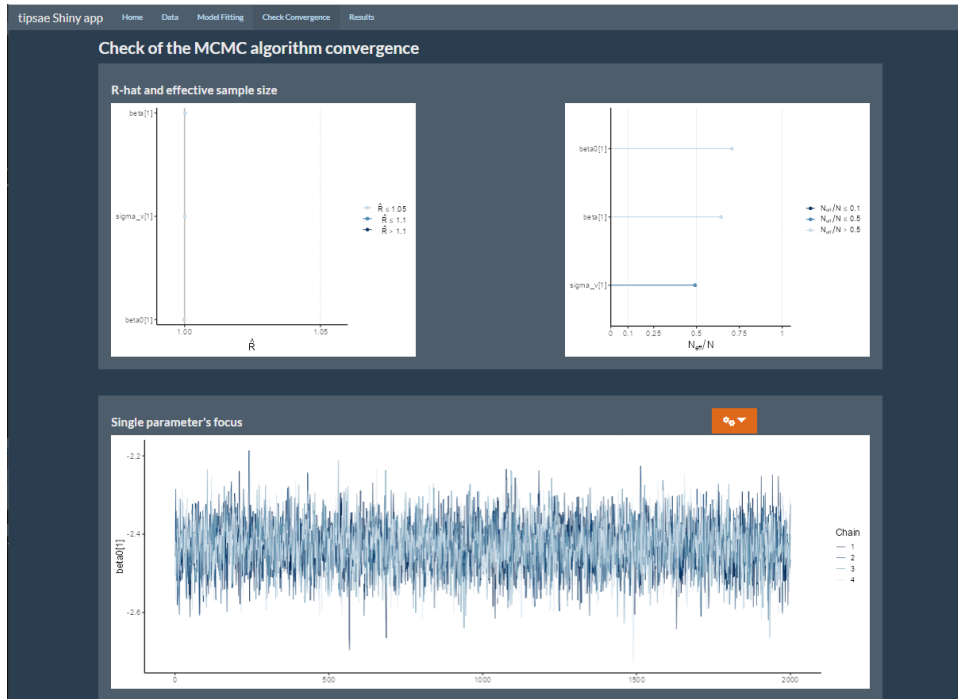 tipsae Shiny app Home Data Model Fitting Check Convergence Results
Check of the MCMC algorithm convergence
R-hat and effective sample size
beta[1]
sigma_v[1]
beta0[1]
1.00 1.05
R̂
R̂ ≤ 1.05
R̂ ≤ 1.1
R̂ > 1.1
beta0[1]
beta[1]
sigma_v[1]
0 0.1 0.25 0.5 0.75 1
Neff/N
Neff/N ≤ 0.1
Neff/N ≤ 0.5
Neff/N > 0.5
Single parameter's focus
-2.2
-2.4
-2.6
beta0[1]
0 500 1000 1500 2000
Chain
1
2
3
4